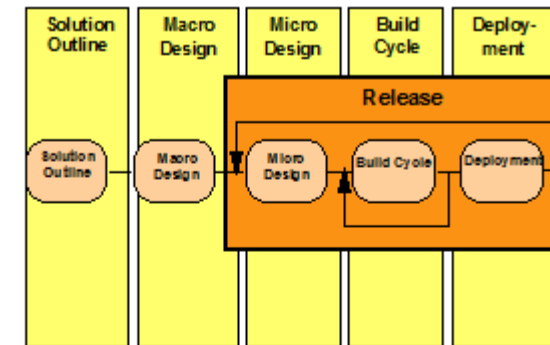 Solution
Outline
Macro
Design
Micro
Design
Build
Cycle
Deploy-
ment
Release
Solution
Outline
Macro
Design
Micro
Design
Build Cycle
Deployment